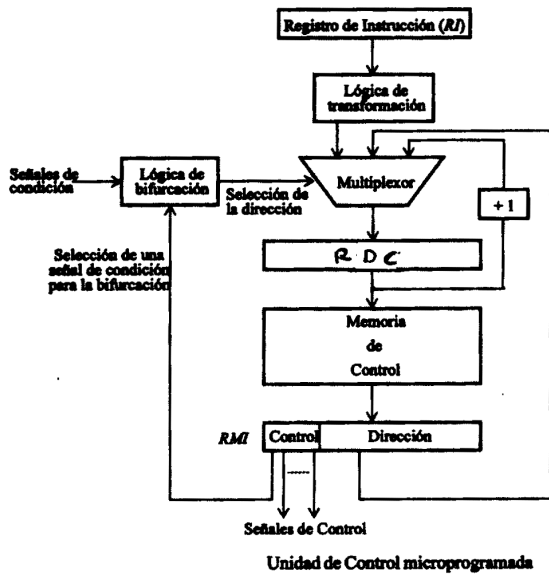 Registro de Instrucción (RI)
Lógica de
transformación
Señales de
condición
Lógica de
bifurcación
Selección de
la dirección
Multiplexor
+ 1
Selección de una
señal de condición
para la bifurcación
R D C
Memoria
de
Control
RMI
Control
Dirección
Señales de Control
Unidad de Control microprogramada